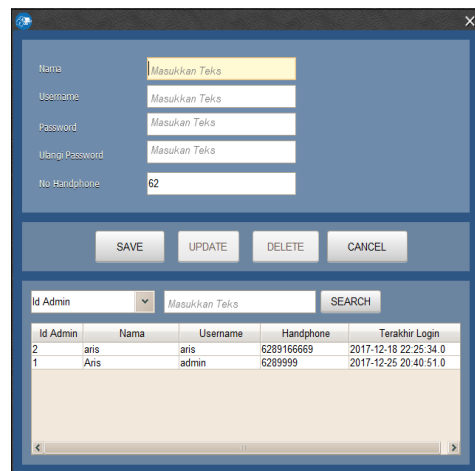 Nama Masukkan Teks
Username Masukkan Teks
Password Masukan Teks
Ulangi Password Masukan Teks
No Handphone 62
SAVE UPDATE DELETE CANCEL
Id Admin Masukkan Teks SEARCH
Id Admin Nama Username Handphone Terakhir Login
2 aris aris 6289166669 2017-12-18 22:25:34.0
1 Aris admin 6289999 2017-12-25 20:40:51.0